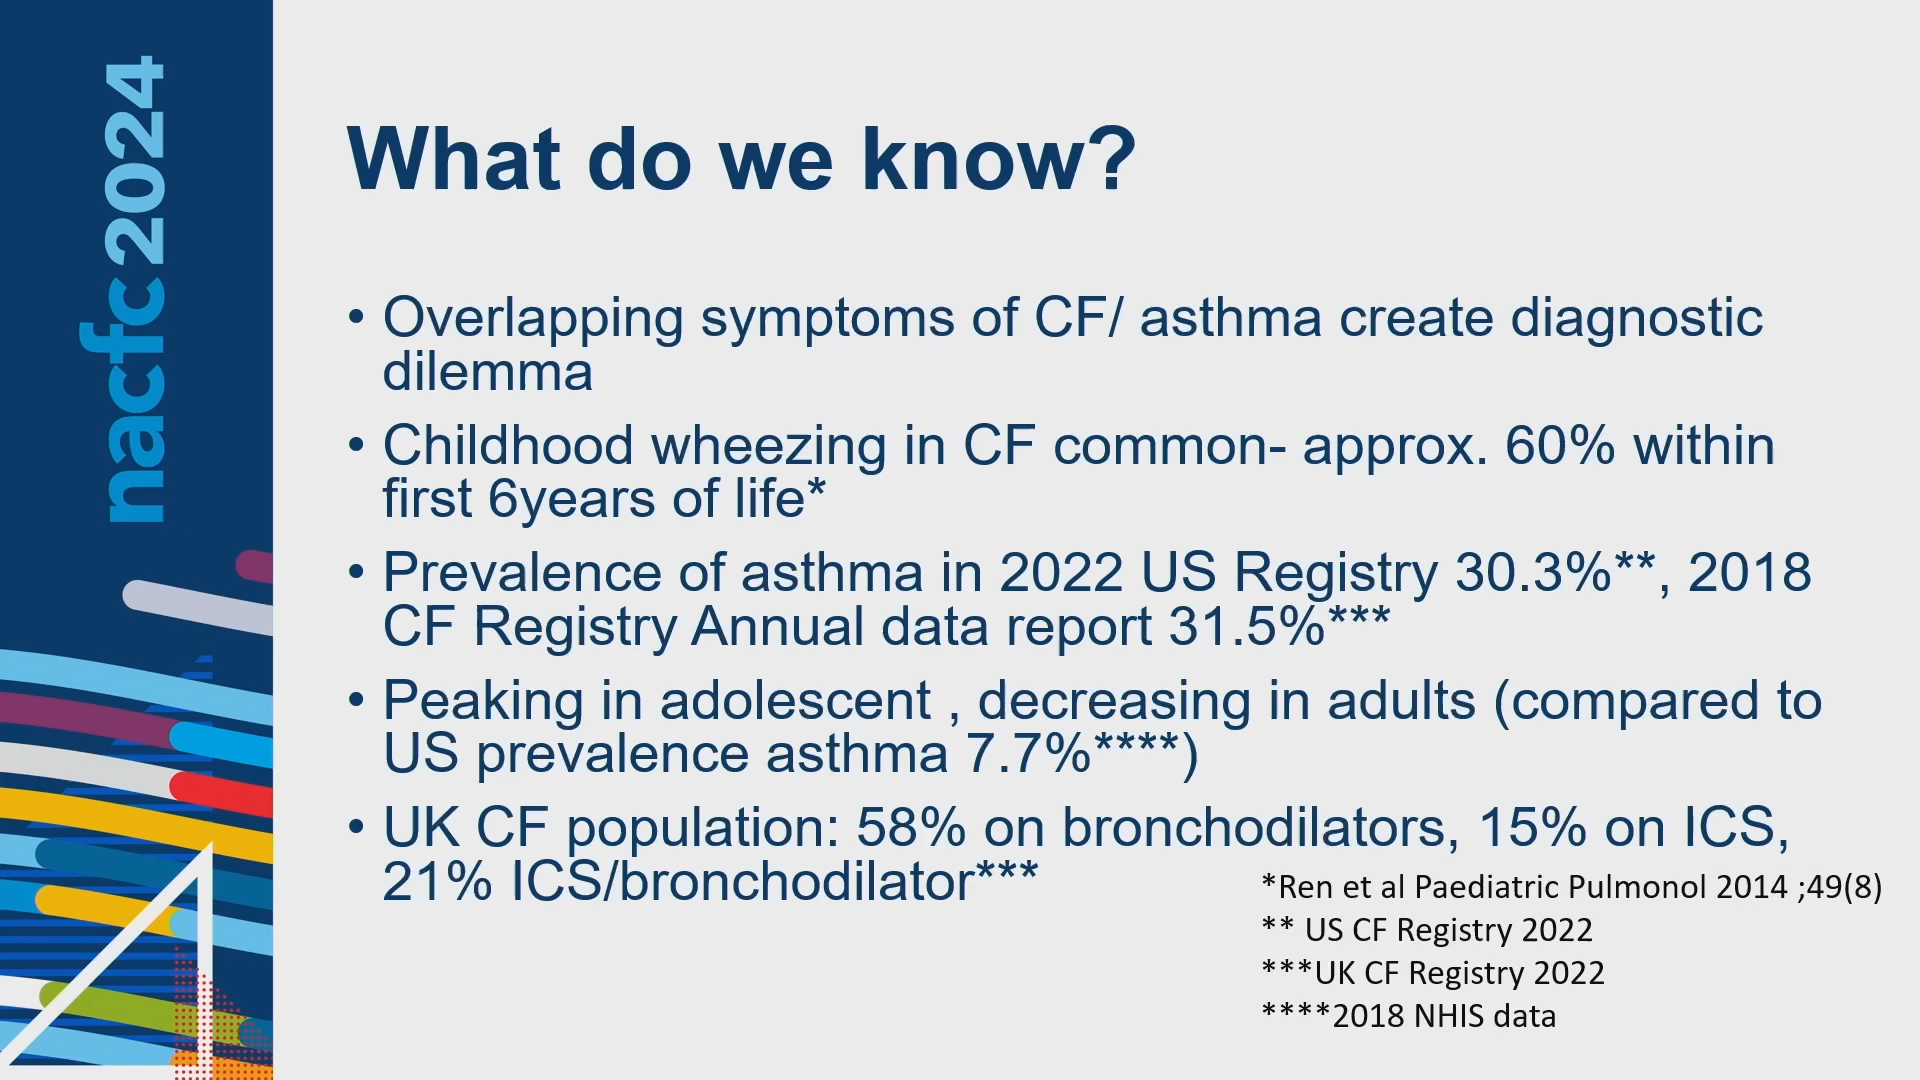 nacfc2024
What do we know?
• Overlapping symptoms of CF/ asthma create diagnostic
dilemma
• Childhood wheezing in CF common- approx. 60% within
first 6years of life*
• Prevalence of asthma in 2022 US Registry 30.3%**, 2018
CF Registry Annual data report 31.5%***
• Peaking in adolescent , decreasing in adults (compared to
US prevalence asthma 7.7%****)
• UK CF population: 58% on bronchodilators, 15% on ICS,
21% ICS/bronchodilator***
*Ren et al Paediatric Pulmonol 2014 ;49(8)
** US CF Registry 2022
***UK CF Registry 2022
****2018 NHIS data